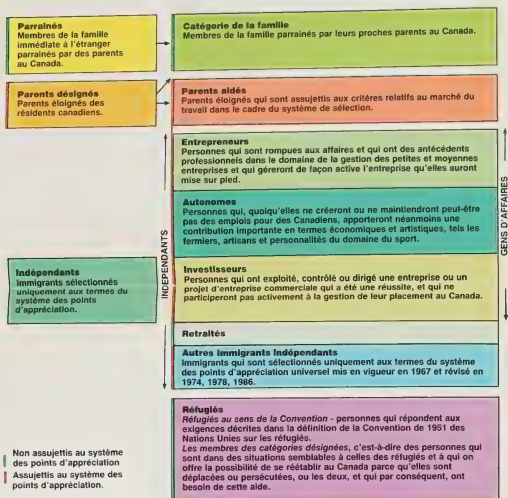 Parrainés
Membres de la famille
immédiate à l'étranger
parrainés par des parents
au Canada.
Catégorie de la famille
Membres de la famille parrainés par leurs proches parents au Canada.
Parents désignés
Parents éloignés des
résidents canadiens.
Parents aidés
Parents éloignés qui sont assujettis aux critères relatifs au marché du
travail dans le cadre du système de sélection.
Entrepreneurs
Personnes qui sont rompues aux affaires et qui ont des antécédents
professionnels dans le domaine de la gestion des petites et moyennes
entreprises et qui géreront de façon active l'entreprise qu'elles auront
mise sur pied.
Autonomes
Personnes qui, quoiqu'elles ne créeront ou ne maintiendront peut-être
pas des emplois pour des Canadiens, apporteront néanmoins une
contribution importante en termes économiques et artistiques, tels les
fermiers, artisans et personnalités du domaine du sport.
Indépendants
Immigrants sélectionnés
uniquement aux termes du
système des points
d'appréciation.
INDÉPENDANTS
GENS D'AFFAIRES
Investisseurs
Personnes qui ont exploité, contrôlé ou dirigé une entreprise ou un
projet d'entreprise commerciale qui a été une réussite, et qui ne
participeront pas activement à la gestion de leur placement au Canada.
Retraités
Autres immigrants indépendants
Immigrants qui sont sélectionnés uniquement aux termes du système
des points d'appréciation universel mis en vigueur en 1967 et révisé en
1974, 1978, 1986.
Réfugiés
Réfugiés au sens de la Convention - personnes qui répondent aux
exigences décrites dans la définition de la Convention de 1951 des
Nations Unies sur les réfugiés.
Les membres des catégories désignées, c'est-à-dire des personnes qui
sont dans des situations semblables à celles des réfugiés et à qui on
offre la possibilité de se réétablir au Canada parce qu'elles sont
déplacées ou persécutées, ou les deux, et qui par conséquent, ont
besoin de cette aide.
Non assujettis au système
des points d'appréciation
Assujettis au système des
points d'appréciation.